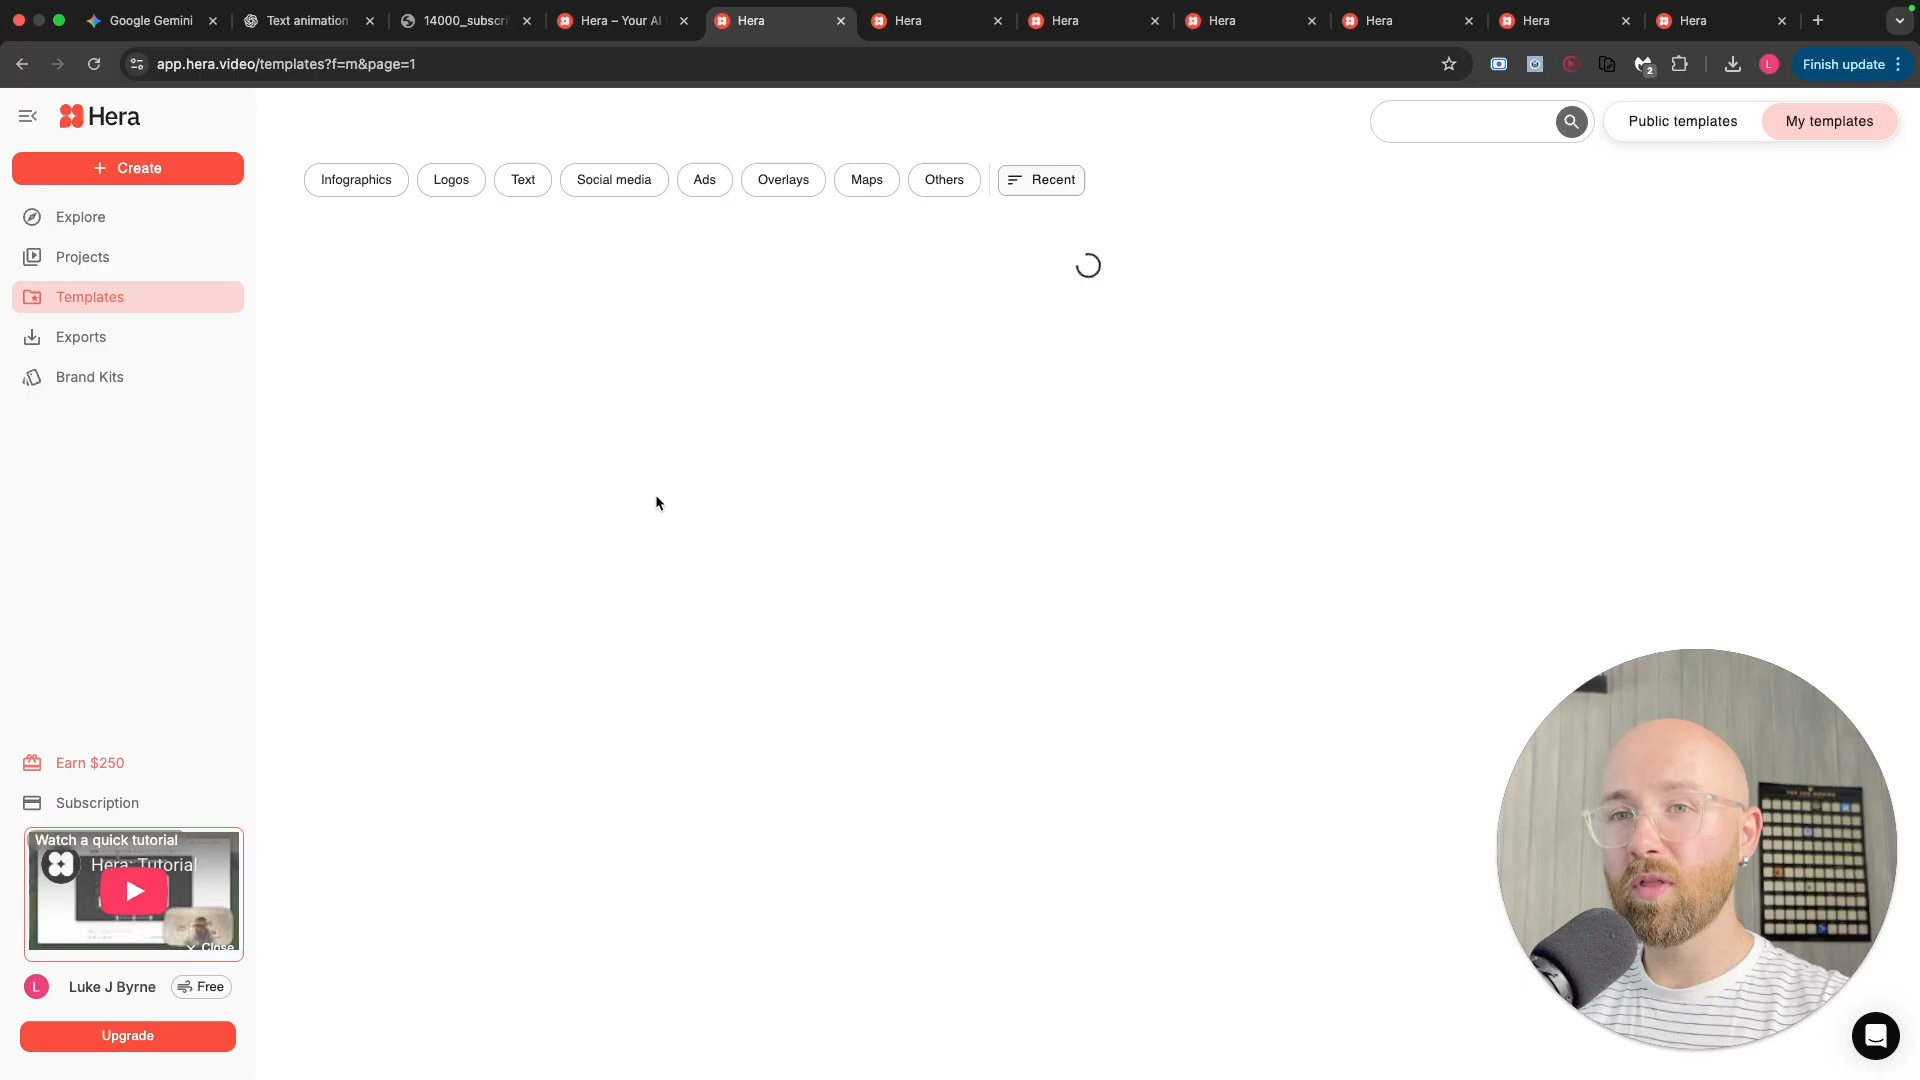 Google Gemini
Text animation
14000_subscri
Hera – Your AI
Hera
Hera
Hera
Hera
Hera
Hera
Hera
app.hera.video/templates?f=m&page=1
2
L
Finish update
Hera
Public templates
My templates
+ Create
Infographics
Logos
Text
Social media
Ads
Overlays
Maps
Others
Recent
Explore
Projects
Templates
Exports
Brand Kits
Earn $250
Subscription
Watch a quick tutorial
Hera: Tutorial
× Close
L
Luke J Byrne
Free
Upgrade